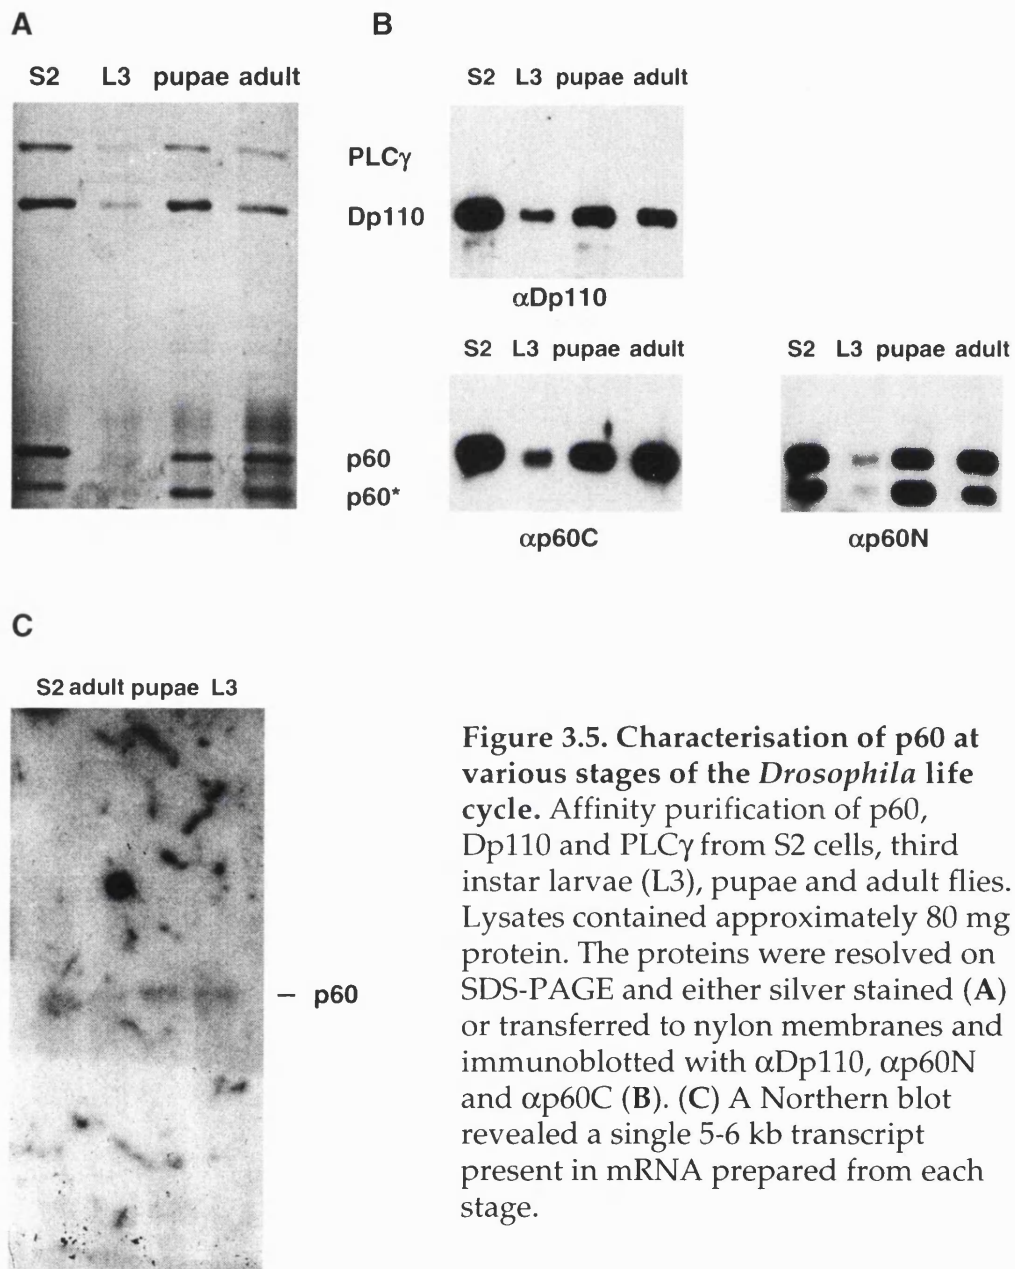 A
B
S2 L3 pupae adult
S2 L3 pupae adult
PLCγ
Dp110
αDp110
S2 L3 pupae adult
S2 L3 pupae adult
p60
p60*
αp60C
αp60N
C
S2 adult pupae L3
– p60
Figure 3.5. Characterisation of p60 at
various stages of the Drosophila life
cycle. Affinity purification of p60,
Dp110 and PLCγ from S2 cells, third
instar larvae (L3), pupae and adult flies.
Lysates contained approximately 80 mg
protein. The proteins were resolved on
SDS-PAGE and either silver stained (A)
or transferred to nylon membranes and
immunoblotted with αDp110, αp60N
and αp60C (B). (C) A Northern blot
revealed a single 5-6 kb transcript
present in mRNA prepared from each
stage.